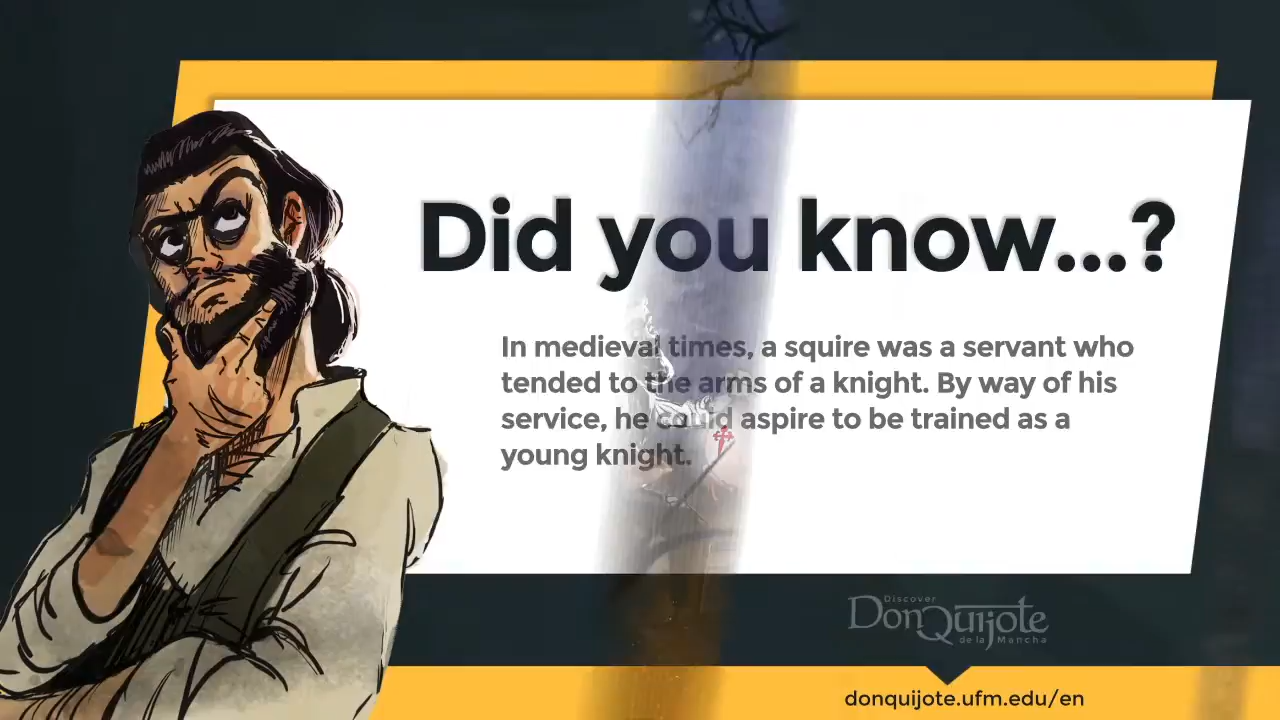 Did you know...?
In medieval times, a squire was a servant who
tended to the arms of a knight. By way of his
service, he could aspire to be trained as a
young knight.
Discover
DonQuijote
de la Mancha
donquijote.ufm.edu/en